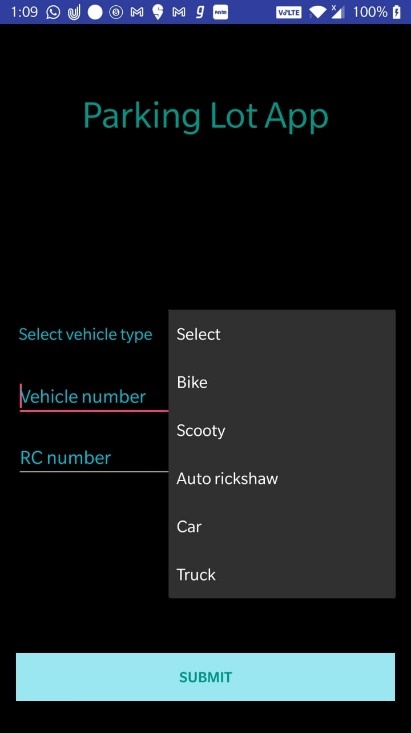 1:09 VoLTE X 100%
Parking Lot App
Select vehicle type
Select
Bike
Vehicle number
Scooty
RC number
Auto rickshaw
Car
Truck
SUBMIT